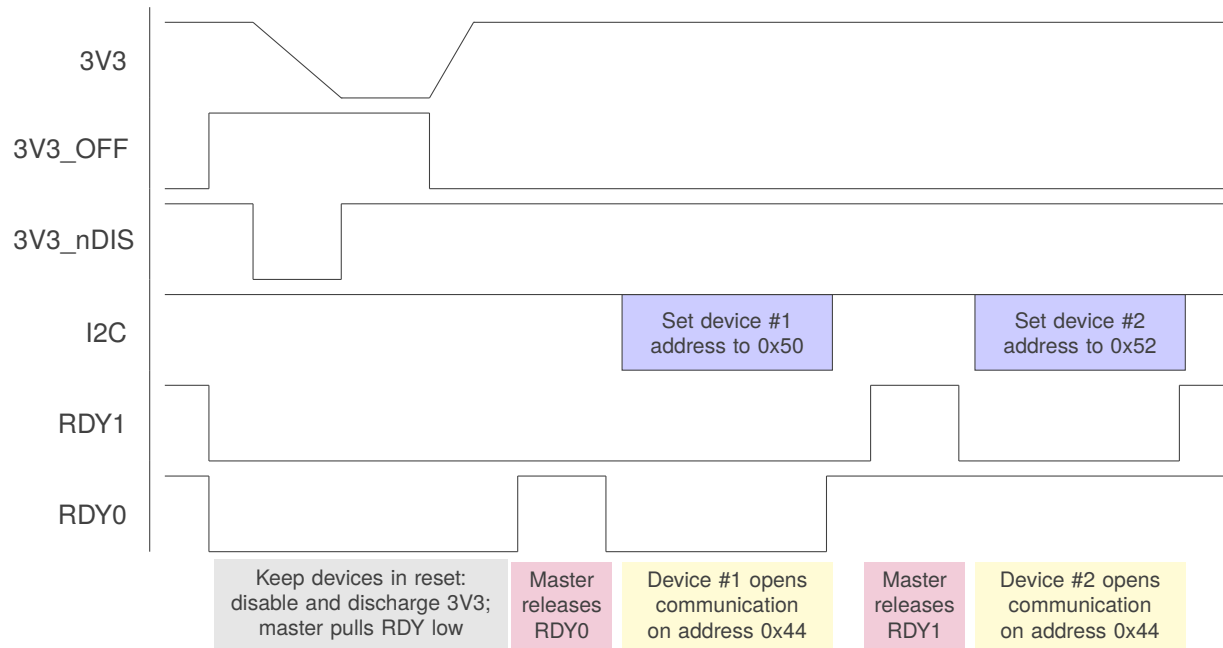 3V3
3V3_OFF
3V3_nDIS
I2C
Set device #1
address to 0x50
Set device #2
address to 0x52
RDY1
RDY0
Keep devices in reset:
disable and discharge 3V3;
master pulls RDY low
Master
releases
RDY0
Device #1 opens
communication
on address 0x44
Master
releases
RDY1
Device #2 opens
communication
on address 0x44